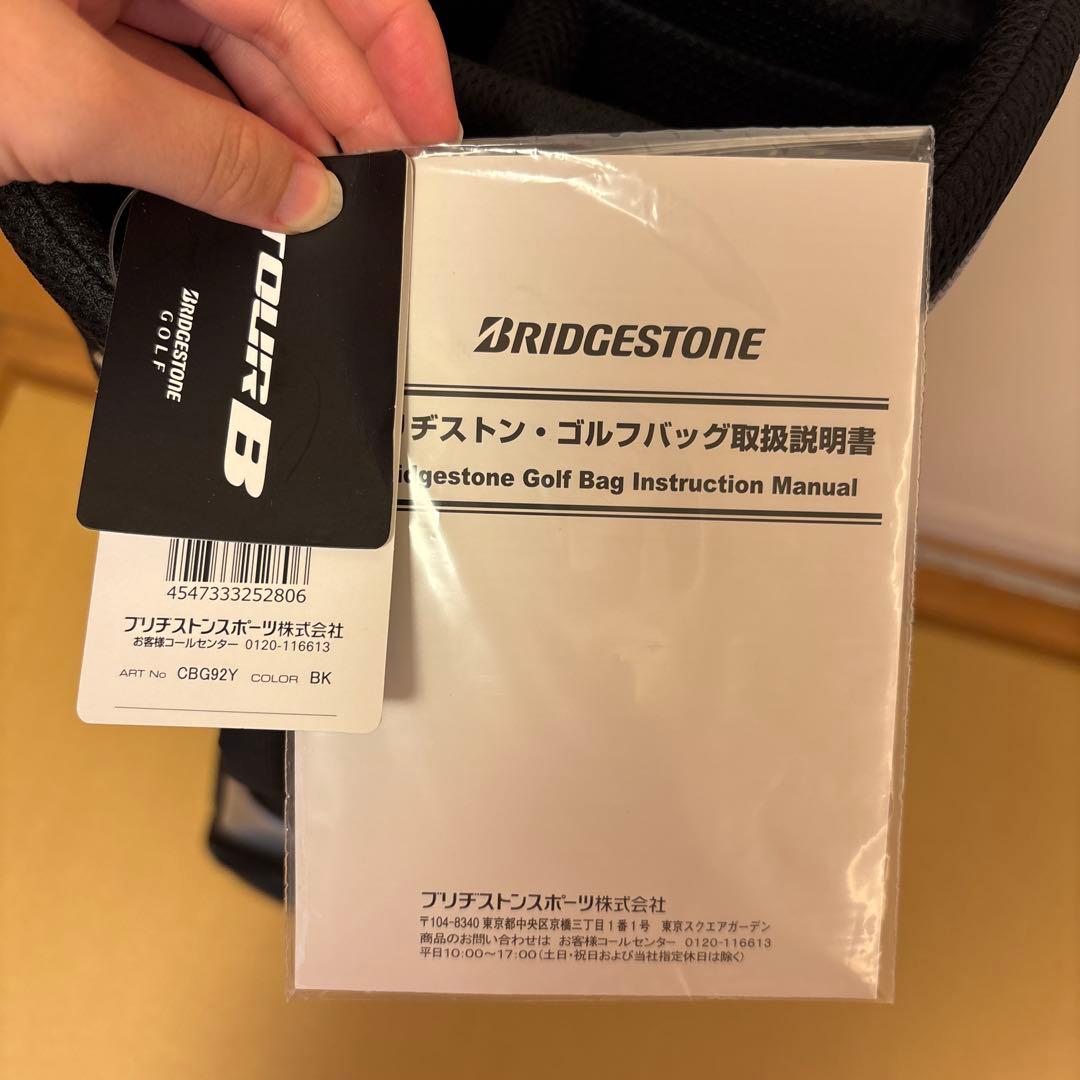 TOUR B
BRIDGESTONE
GOLF
4547333252806
ブリヂストンスポーツ株式会社
お客様コールセンター 0120-116613
ART No CBG92Y COLOR BK
BRIDGESTONE
リヂストン・ゴルフバッグ取扱説明書
idgestone Golf Bag Instruction Manual
ブリヂストンスポーツ株式会社
〒104-8340 東京都中央区京橋三丁目1番1号 東京スクエアガーデン
商品のお問い合わせは お客様コールセンター 0120-116613
平日10:00～17:00(土日・祝日および当社指定休日は除く)